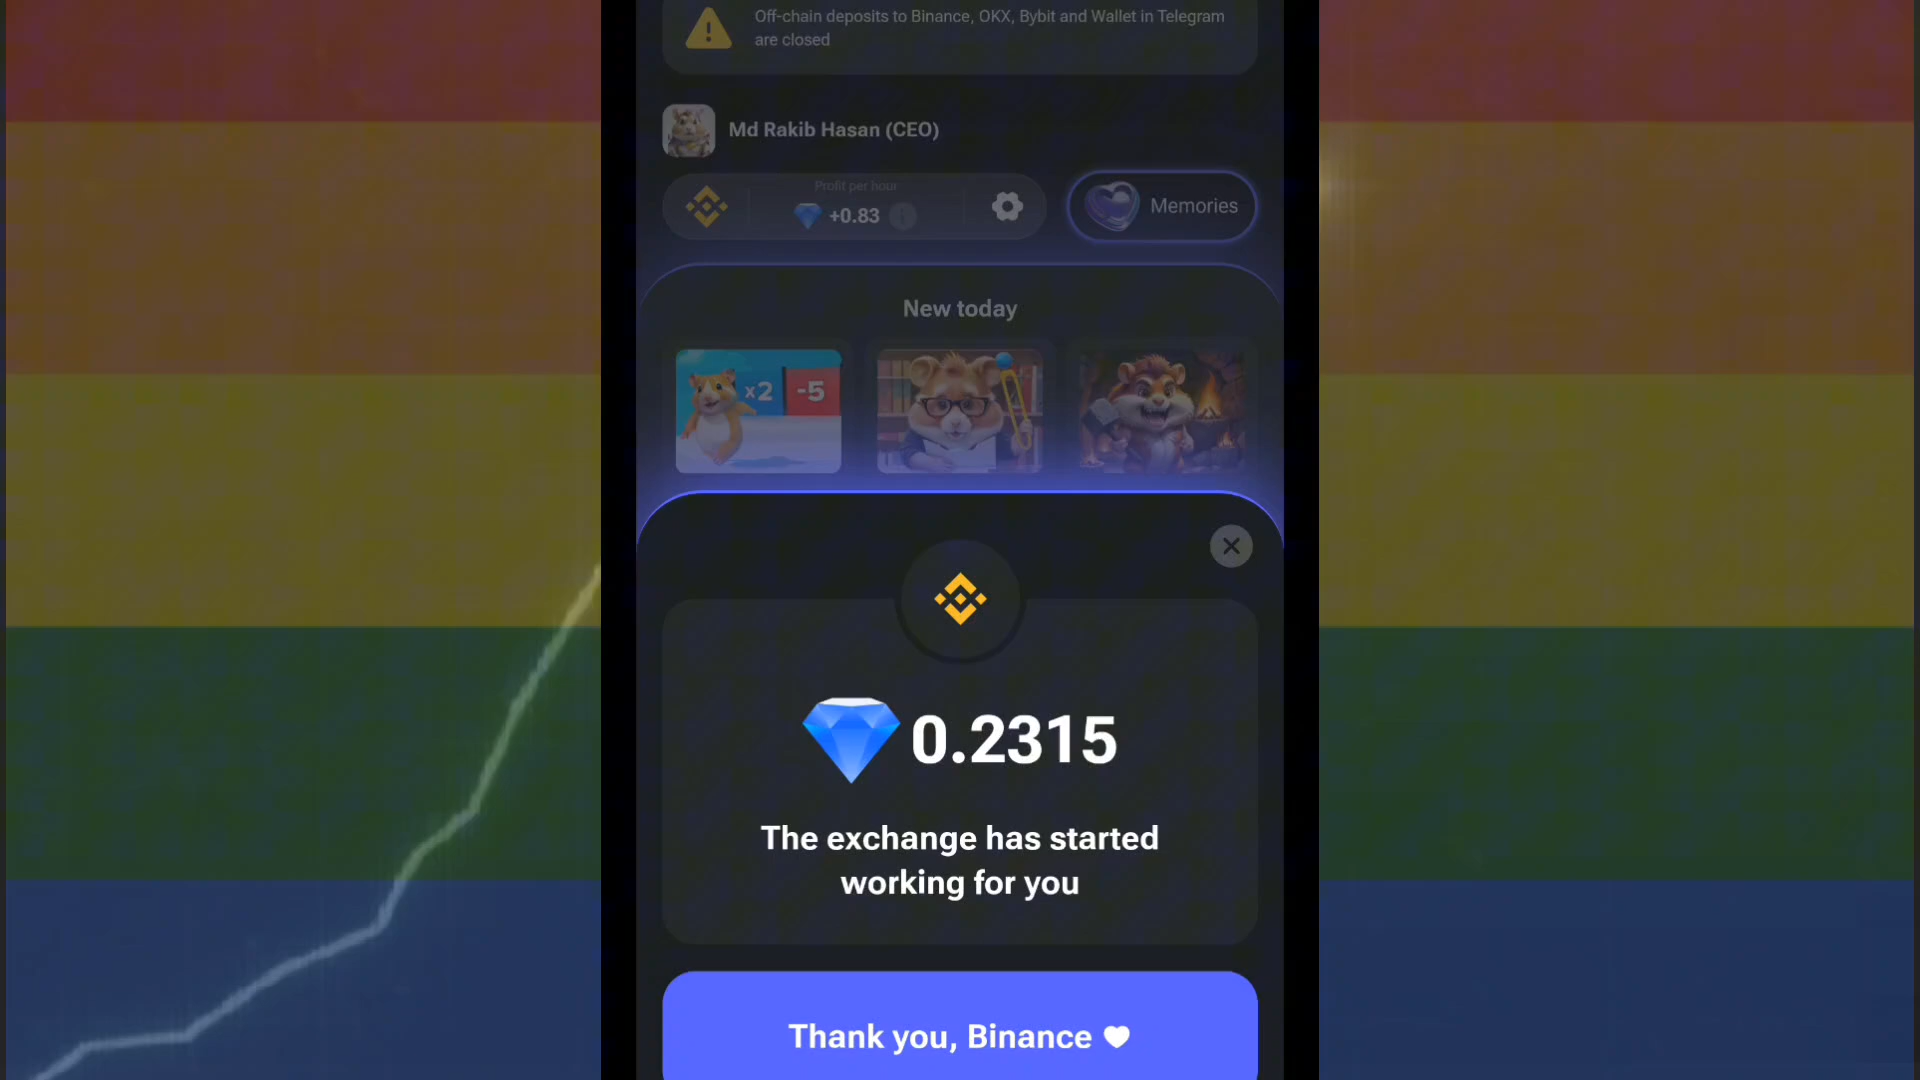 Off-chain deposits to Binance, OKX, Bybit and Wallet in Telegram
are closed
Md Rakib Hasan (CEO)
Profit per hour
+0.83
Memories
New today
x2
-5
0.2315
The exchange has started
working for you
Thank you, Binance